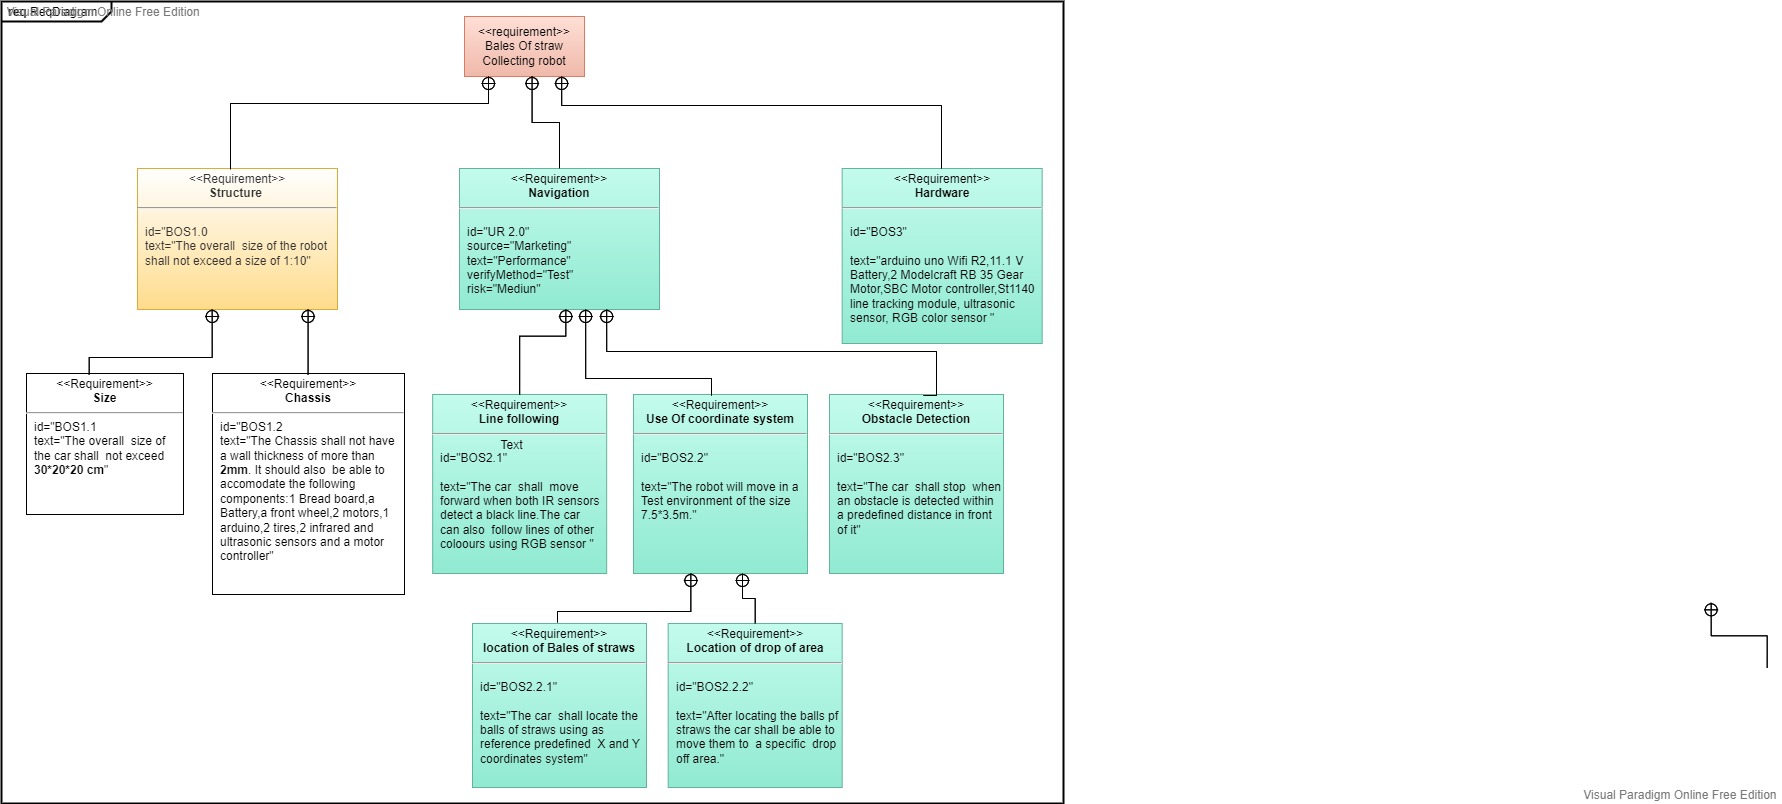 req ReqDiagram
Visual Paradigm Online Free Edition
<<requirement>>
Bales Of straw
Collecting robot
<<Requirement>>
Structure
id="BOS1.0
text="The overall  size of the robot
shall not exceed a size of 1:10"
<<Requirement>>
Navigation
id="UR 2.0"
source="Marketing"
text="Performance"
verifyMethod="Test"
risk="Mediun"
<<Requirement>>
Hardware
id="BOS3"
text="arduino uno Wifi R2,11.1 V
Battery,2 Modelcraft RB 35 Gear
Motor,SBC Motor controller,St1140
line tracking module, ultrasonic
sensor, RGB color sensor "
<<Requirement>>
Size
id="BOS1.1
text="The overall  size of
the car shall  not exceed
30*20*20 cm"
<<Requirement>>
Chassis
id="BOS1.2
text="The Chassis shall not have
a wall thickness of more than
2mm. It should also  be able to
accomodate the following
components:1 Bread board,a
Battery,a front wheel,2 motors,1
arduino,2 tires,2 infrared and
ultrasonic sensors and a motor
controller"
<<Requirement>>
Line following
Text
id="BOS2.1"
text="The car  shall  move
forward when both IR sensors
detect a black line.The car
can also  follow lines of other
coloours using RGB sensor "
<<Requirement>>
Use Of coordinate system
id="BOS2.2"
text="The robot will move in a
Test environment of the size
7.5*3.5m."
<<Requirement>>
Obstacle Detection
id="BOS2.3"
text="The car  shall stop  when
an obstacle is detected within
a predefined distance in front
of it"
<<Requirement>>
location of Bales of straws
id="BOS2.2.1"
text="The car  shall locate the
balls of straws using as
reference predefined  X and Y
coordinates system"
<<Requirement>>
Location of drop of area
id="BOS2.2.2"
text="After locating the balls pf
straws the car shall be able to
move them to  a specific  drop
off area."
Visual Paradigm Online Free Edition